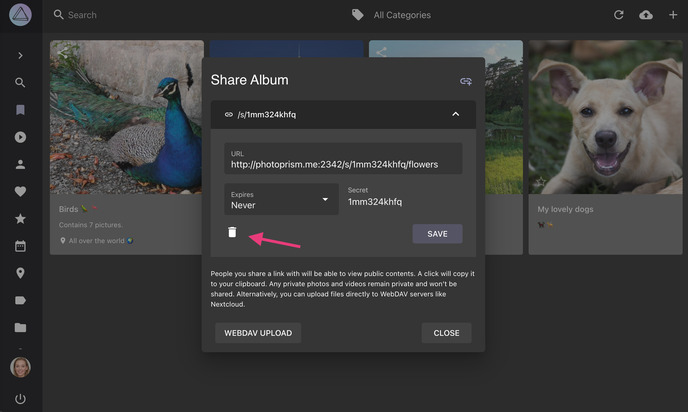 Search
All Categories
Share Album
/s/1mm324khfq
URL
http://photoprism.me:2342/s/1mm324khfq/flowers
Expires
Never
Secret
1mm324khfq
SAVE
People you share a link with will be able to view public contents. A click will copy it
to your clipboard. Any private photos and videos remain private and won't be
shared. Alternatively, you can upload files directly to WebDAV servers like
Nextcloud.
WEBDAV UPLOAD
CLOSE
Birds
Contains 7 pictures.
All over the world
My lovely dogs